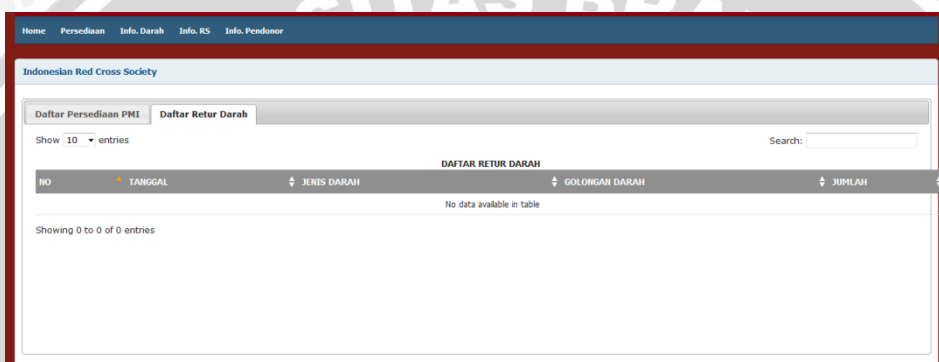 Home Persediaan Info. Darah Info. RS Info. Pendonor
Indonesian Red Cross Society
Daftar Persediaan PMI Daftar Retur Darah
Show 10 entries Search:
DAFTAR RETUR DARAH
NO TANGGAL JENIS DARAH GOLONGAN DARAH JUMLAH
No data available in table
Showing 0 to 0 of 0 entries